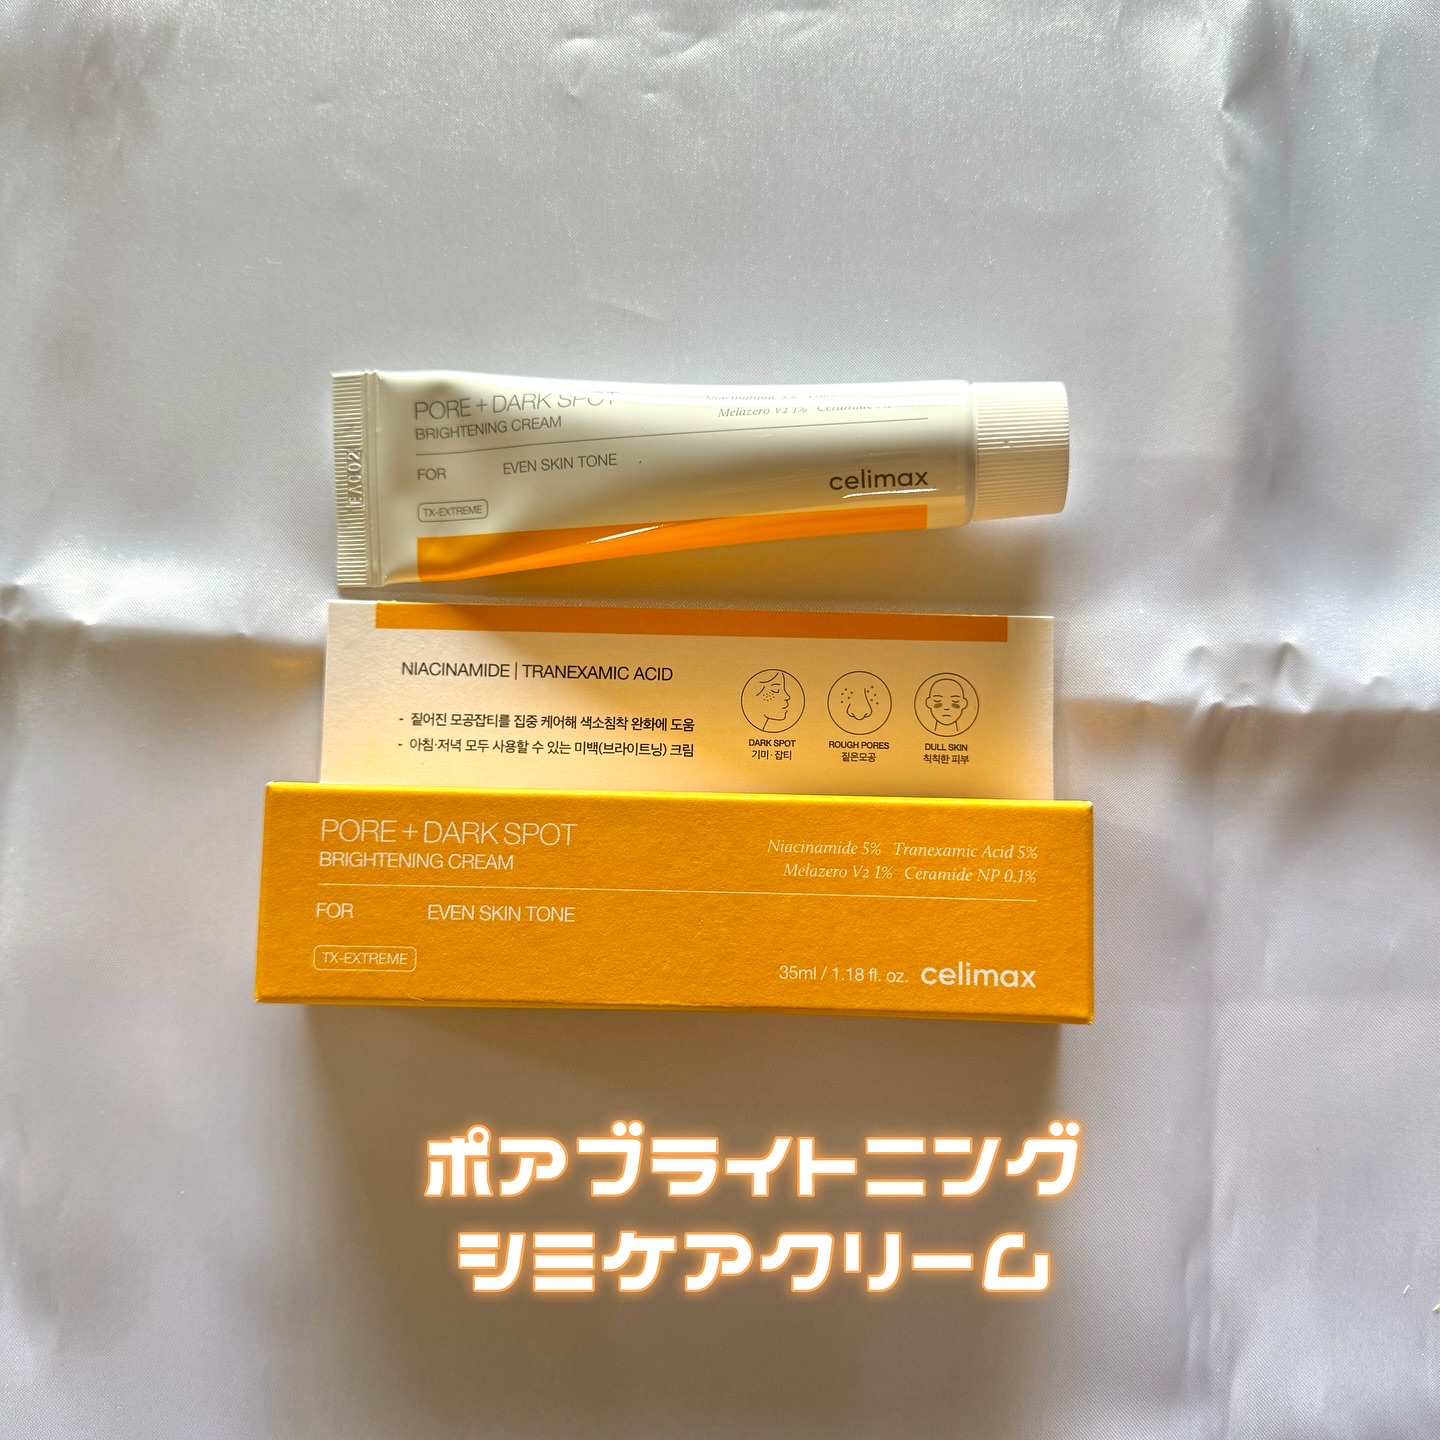 PORE + DARK SPOT
BRIGHTENING CREAM
Niacinamide 5%
Melazero V2 1% Ceramide
FOR EVEN SKIN TONE
TX-EXTREME
celimax
EA002
NIACINAMIDE | TRANEXAMIC ACID
- 짙어진 모공잡티를 집중 케어해 색소침착 완화에 도움
- 아침·저녁 모두 사용할 수 있는 미백(브라이트닝) 크림
DARK SPOT
기미·잡티
ROUGH PORES
짙은모공
DULL SKIN
칙칙한 피부
PORE + DARK SPOT
BRIGHTENING CREAM
Niacinamide 5% Tranexamic Acid 5%
Melazero V2 1% Ceramide NP 0.1%
FOR EVEN SKIN TONE
TX-EXTREME
35ml / 1.18 fl. oz. celimax
ポアブライトニング
シミケアクリーム